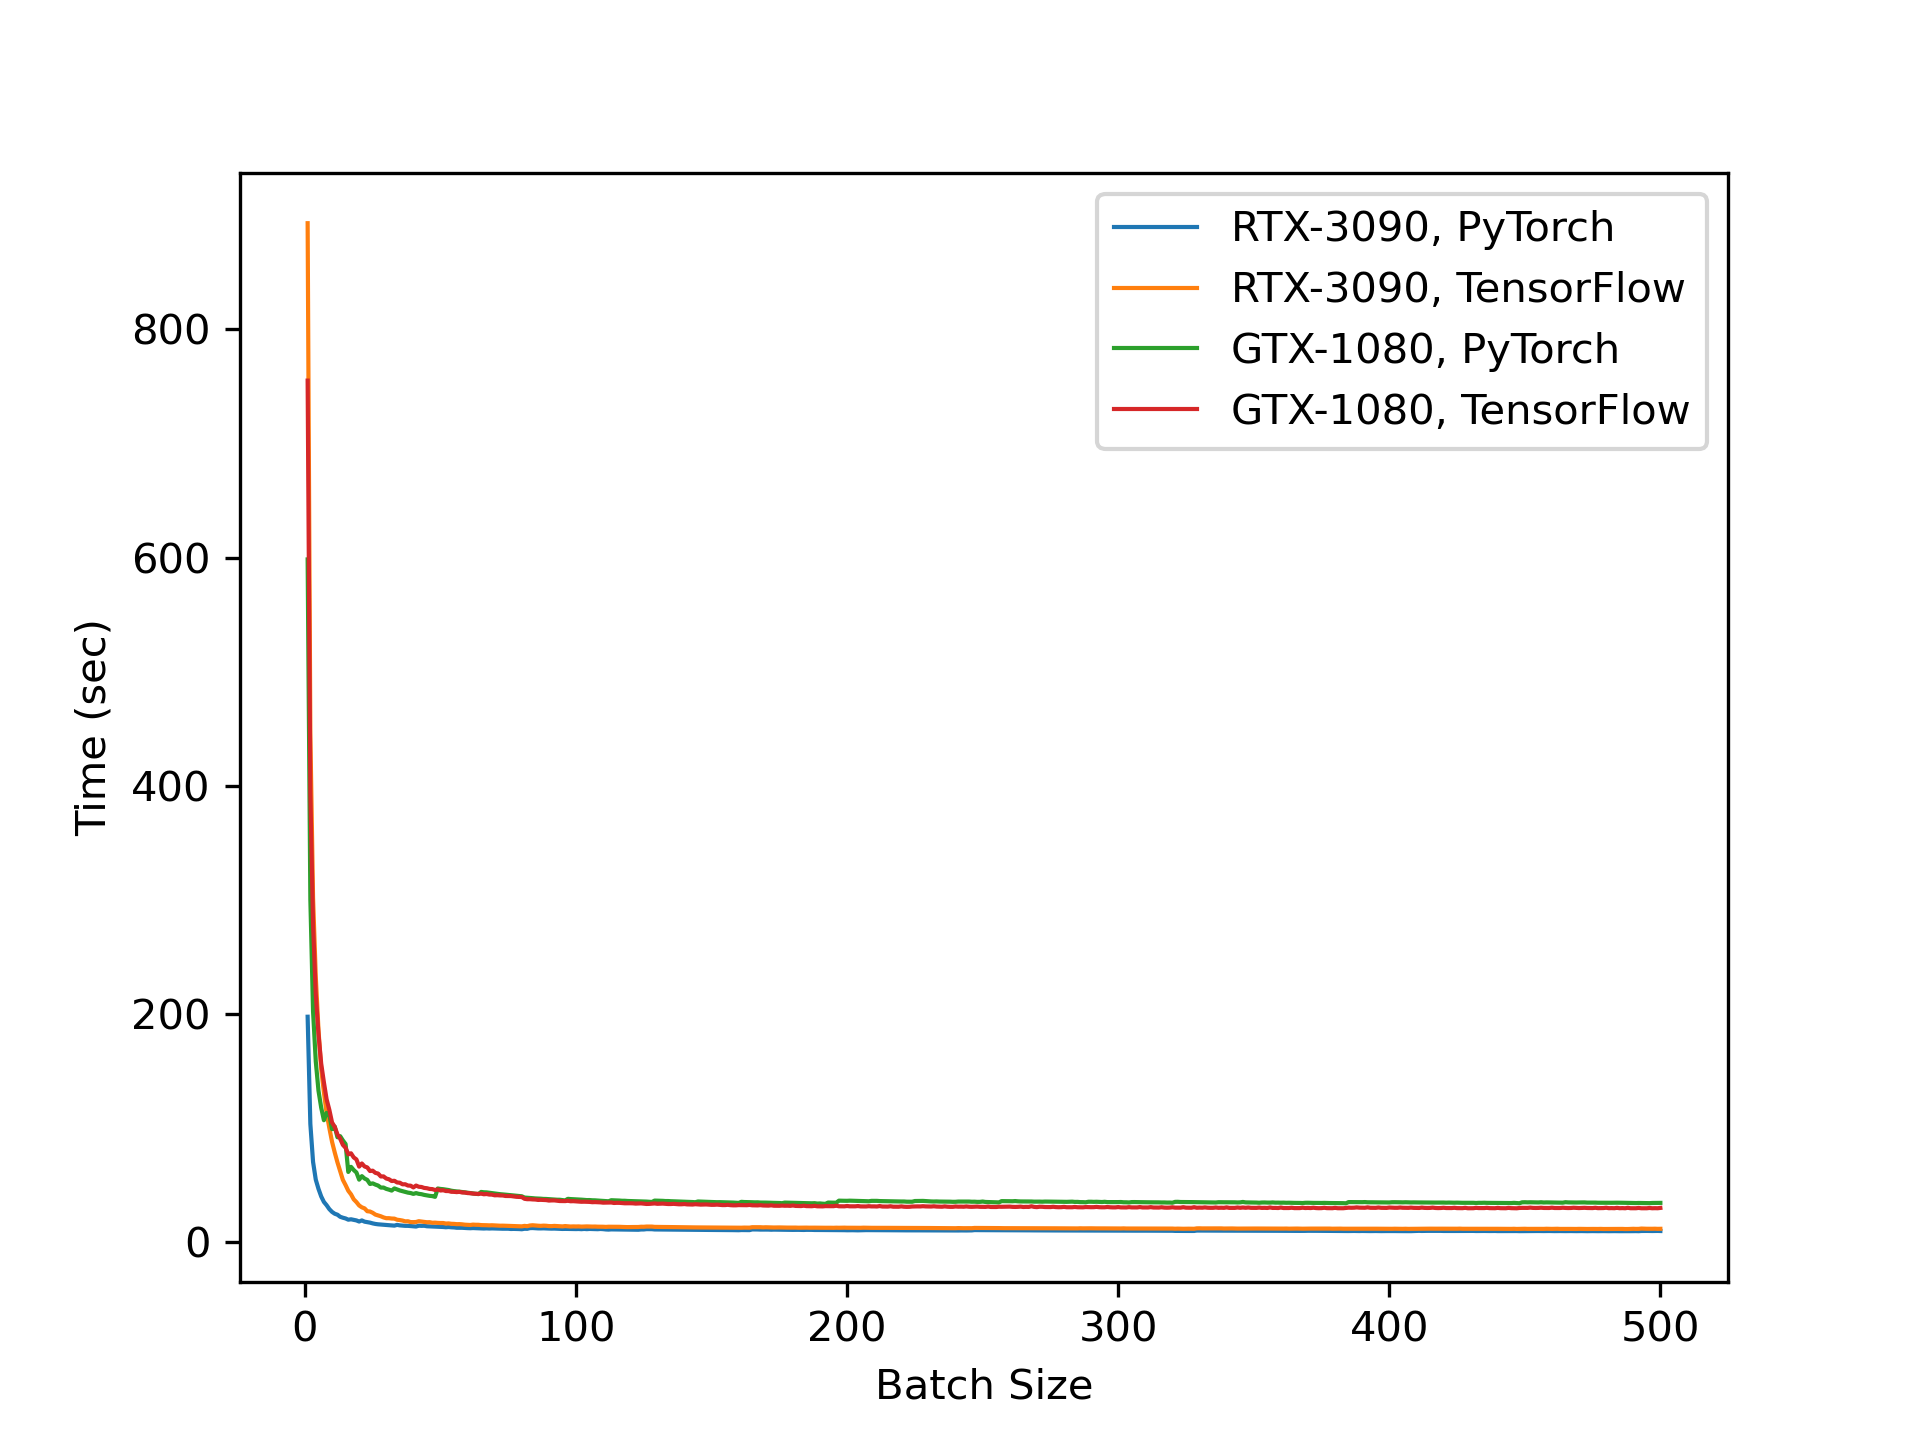 RTX-3090, PyTorch
RTX-3090, TensorFlow
GTX-1080, PyTorch
GTX-1080, TensorFlow
800
600
400
200
0
Time (sec)
0 100 200 300 400 500
Batch Size